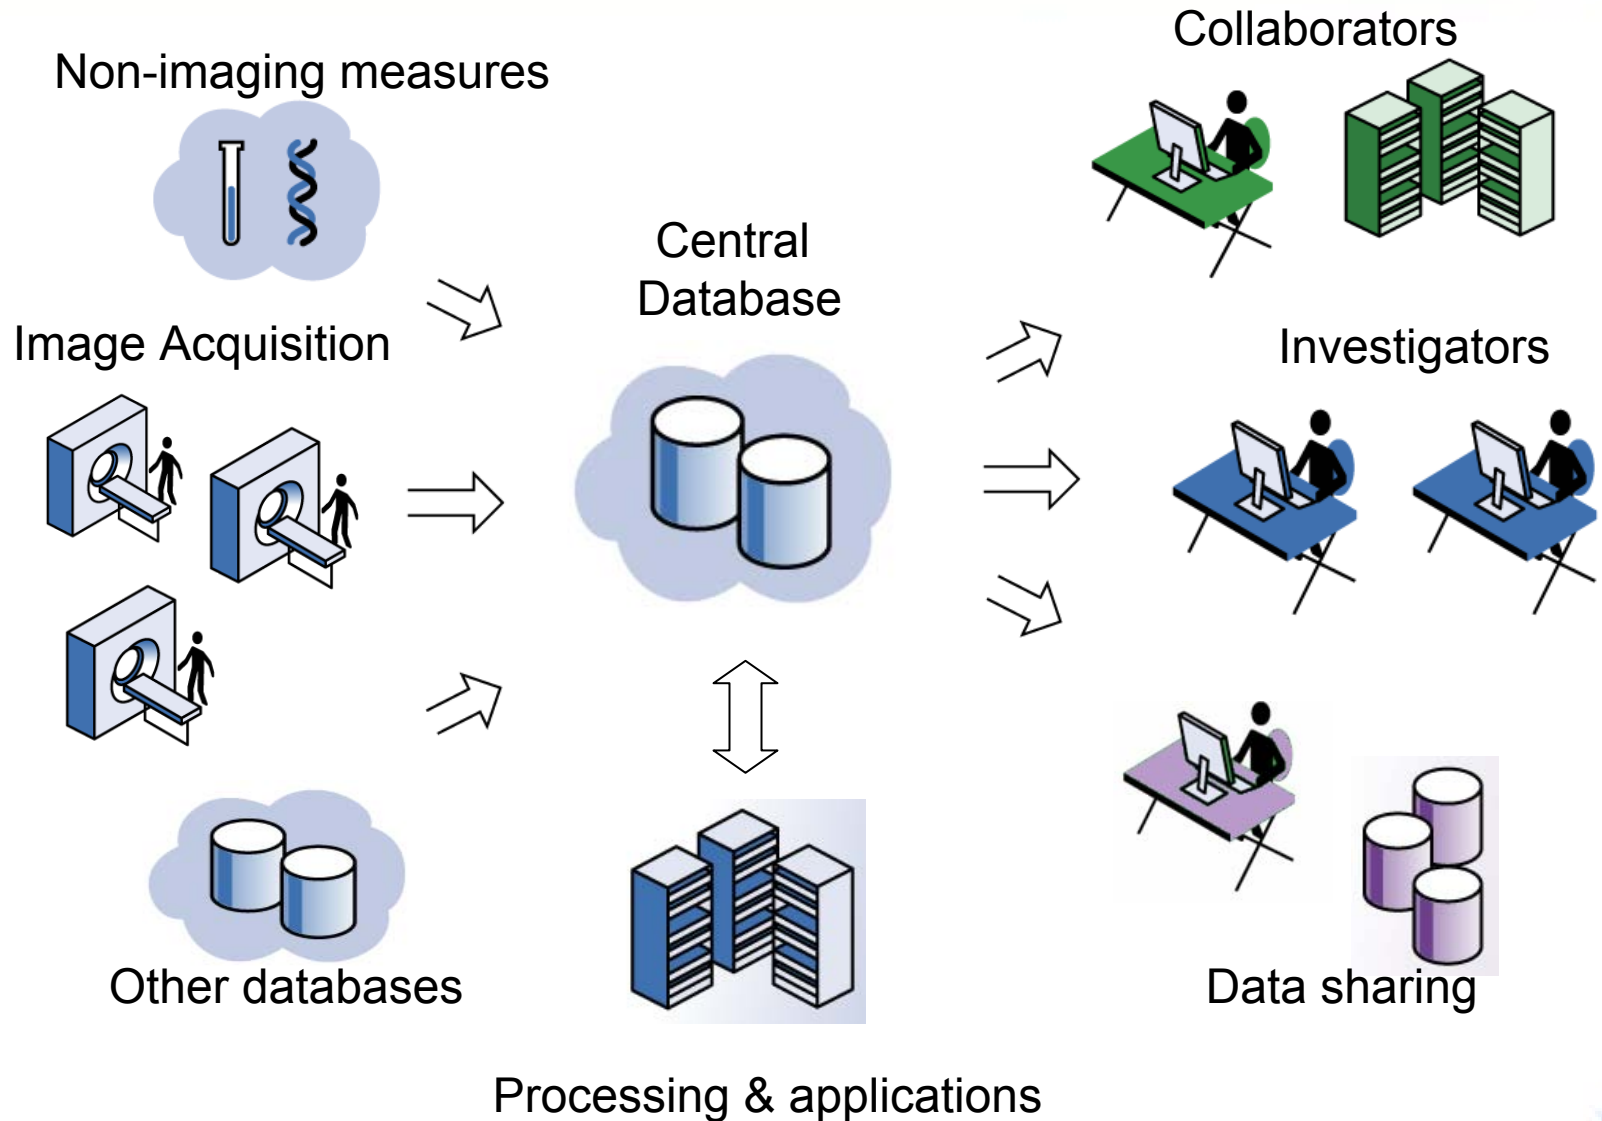 Non-imaging measures
Image Acquisition
Other databases
Central
Database
Processing & applications
Collaborators
Investigators
Data sharing